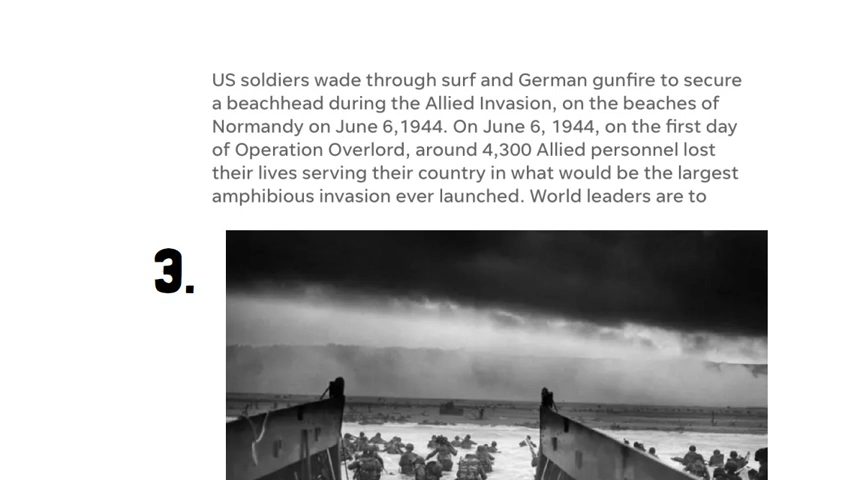 US soldiers wade through surf and German gunfire to secure
a beachhead during the Allied Invasion, on the beaches of
Normandy on June 6,1944. On June 6, 1944, on the first day
of Operation Overlord, around 4,300 Allied personnel lost
their lives serving their country in what would be the largest
amphibious invasion ever launched. World leaders are to
3.